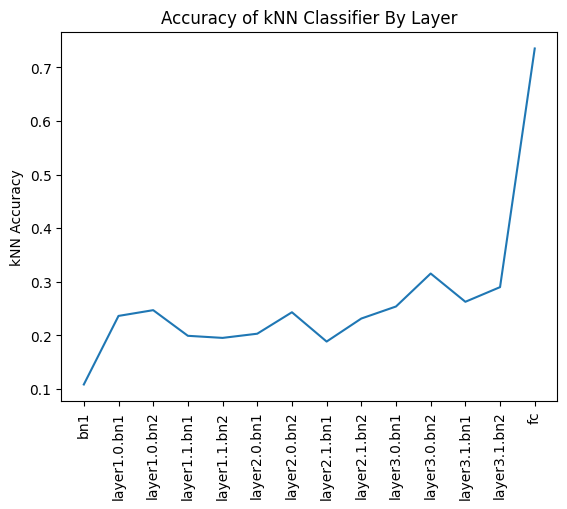 Accuracy of kNN Classifier By Layer
kNN Accuracy
0.7
0.6
0.5
0.4
0.3
0.2
0.1
bn1
layer1.0.bn1
layer1.0.bn2
layer1.1.bn1
layer1.1.bn2
layer2.0.bn1
layer2.0.bn2
layer2.1.bn1
layer2.1.bn2
layer3.0.bn1
layer3.0.bn2
layer3.1.bn1
layer3.1.bn2
fc